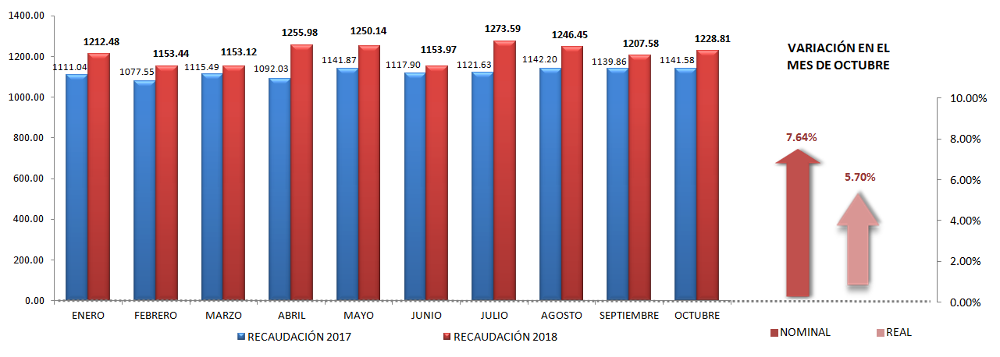 1400.00
1200.00
1000.00
800.00
600.00
400.00
200.00
0.00
1111.04
1212.48
1077.55
1153.44
1115.49
1153.12
1092.03
1255.98
1141.87
1250.14
1117.90
1153.97
1121.63
1273.59
1142.20
1246.45
1139.86
1207.58
1141.58
1228.81
ENERO
FEBRERO
MARZO
ABRIL
MAYO
JUNIO
JULIO
AGOSTO
SEPTIEMBRE
OCTUBRE
RECAUDACIÓN 2017
RECAUDACIÓN 2018
VARIACIÓN EN EL
MES DE OCTUBRE
7.64%
5.70%
10.00%
8.00%
6.00%
4.00%
2.00%
0.00%
NOMINAL
REAL